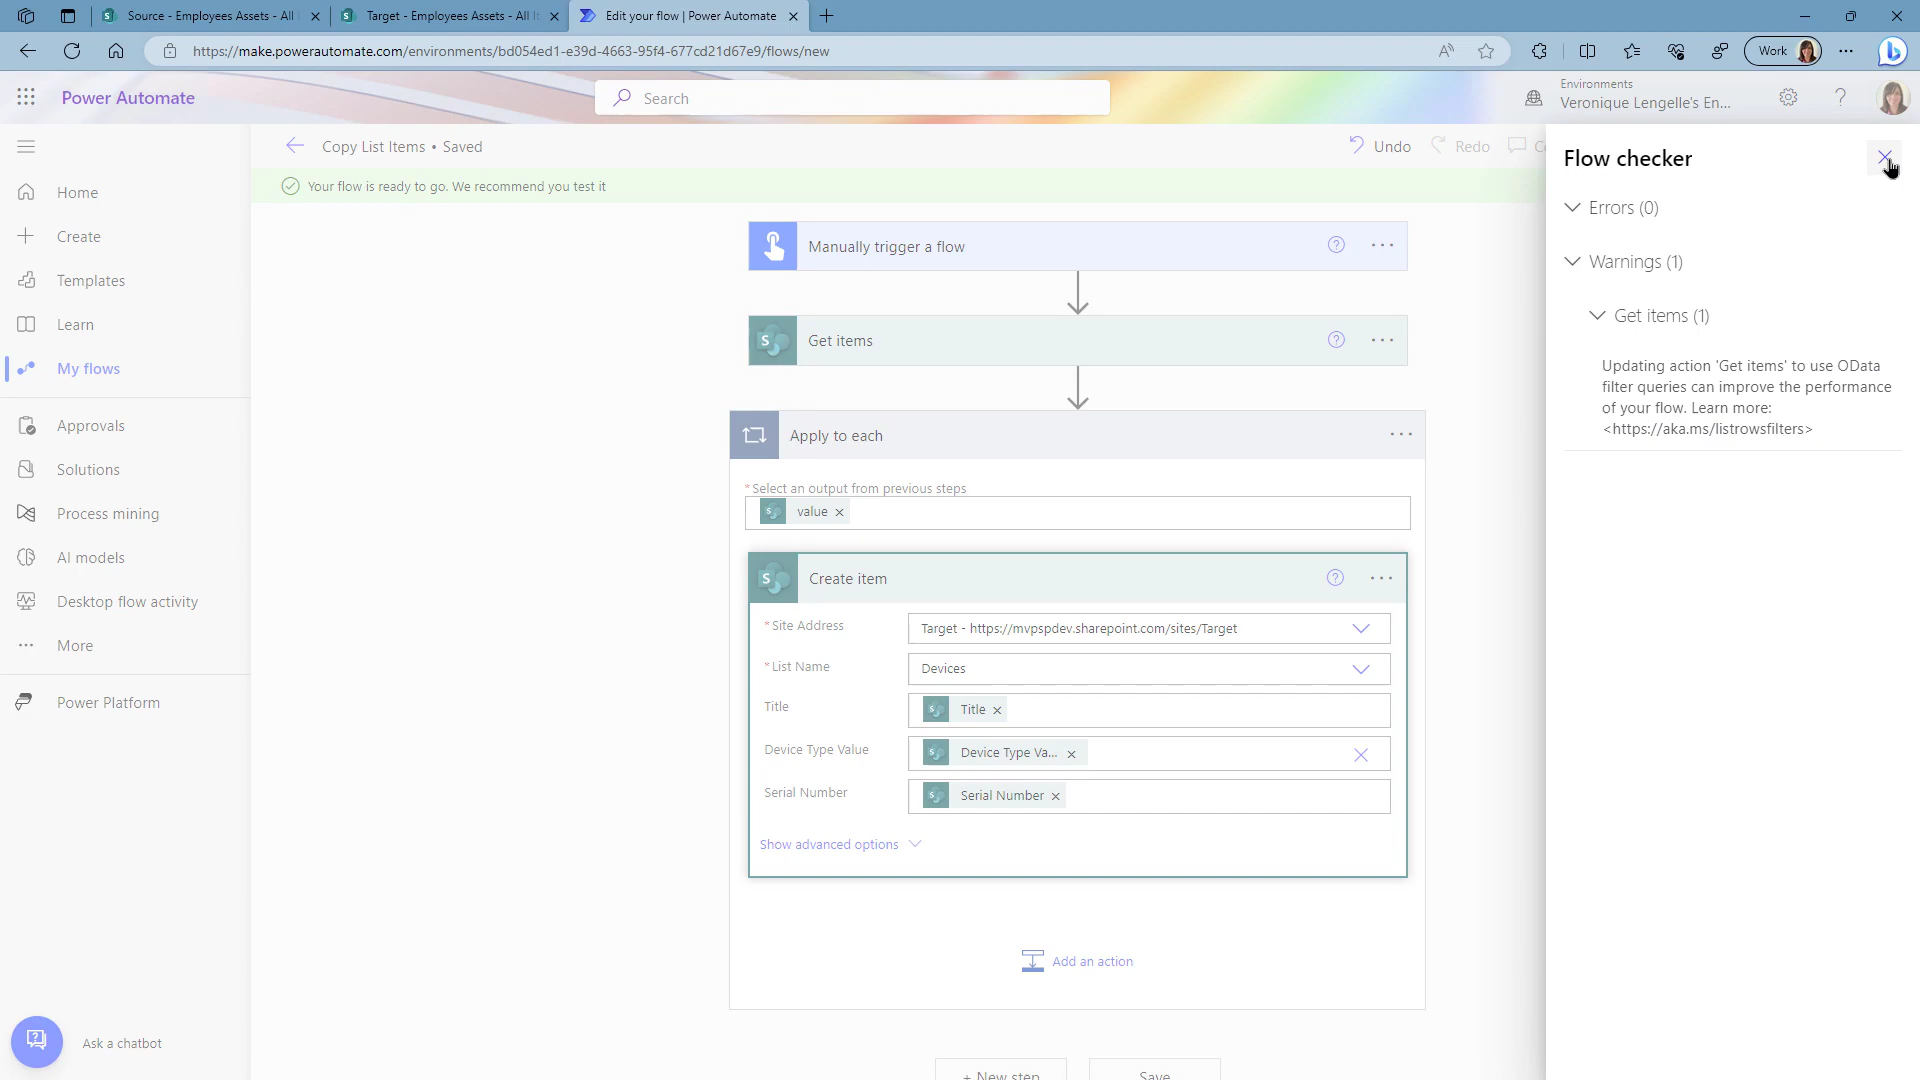 Source - Employees Assets - All
Target - Employees Assets - All It
Edit your flow | Power Automate
https://make.powerautomate.com/environments/bd054ed1-e39d-4663-95f4-677cd21d67e9/flows/new
Work
Power Automate
Search
Environments
Veronique Lengelle's En...
Copy List Items • Saved
Undo
Redo
Your flow is ready to go. We recommend you test it
Home
Create
Templates
Learn
My flows
Approvals
Solutions
Process mining
AI models
Desktop flow activity
More
Power Platform
Ask a chatbot
Manually trigger a flow
Get items
Apply to each
* Select an output from previous steps
value
Create item
* Site Address
Target - https://mvpspdev.sharepoint.com/sites/Target
* List Name
Devices
Title
Title
Device Type Value
Device Type Va...
Serial Number
Serial Number
Show advanced options
Add an action
+ New step
Save
Flow checker
Errors (0)
Warnings (1)
Get items (1)
Updating action 'Get items' to use OData
filter queries can improve the performance
of your flow. Learn more:
<https://aka.ms/listrowsfilters>